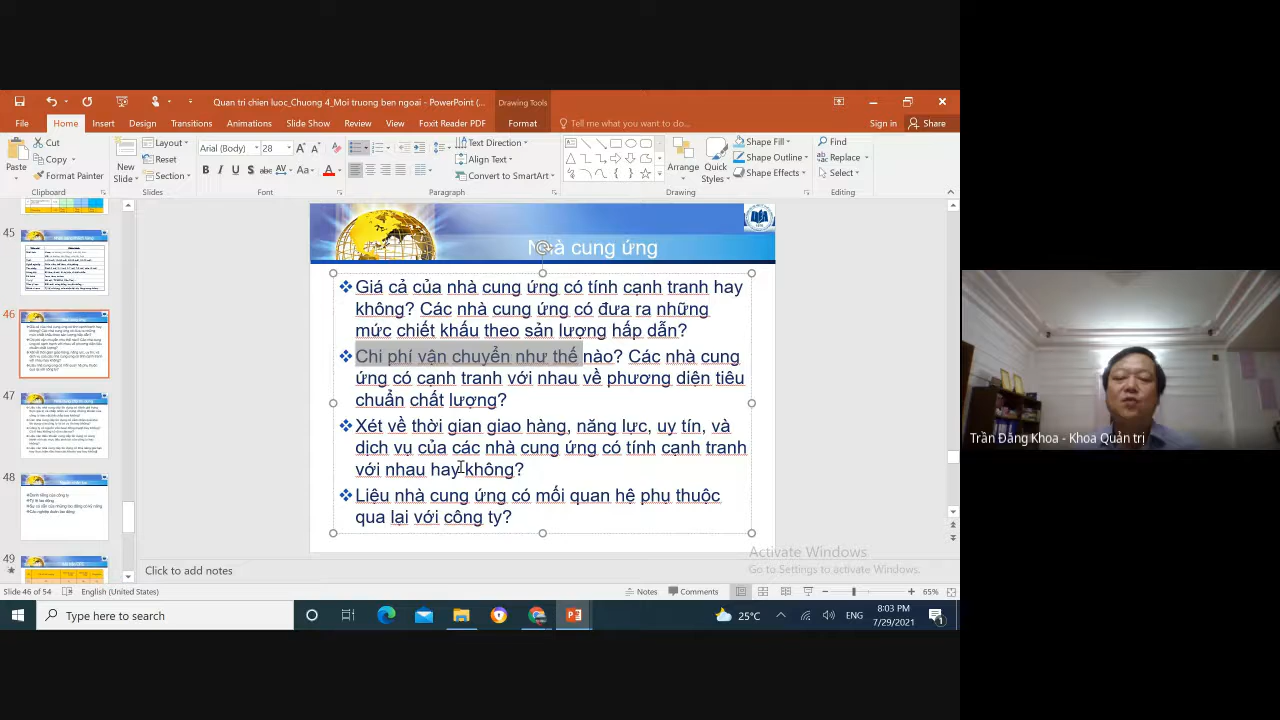 Quan tri chien luoc_Chuong 4_Moi truong ben ngoai - PowerPoint (...
Drawing Tools
File Home Insert Design Transitions Animations Slide Show Review View Foxit Reader PDF Format Tell me what you want to do... Sign in Share
Paste
Cut
Copy
Format Painter
Clipboard
New Slide
Layout
Reset
Section
Slides
Arial (Body) 28
Font
Text Direction
Align Text
Convert to SmartArt
Paragraph
Arrange
Quick Styles
Shape Fill
Shape Outline
Shape Effects
Drawing
Find
Replace
Select
Editing
45
46
47
48
49
Nhà cung ứng
Giá cả của nhà cung ứng có tính cạnh tranh hay
không? Các nhà cung ứng có đưa ra những
mức chiết khấu theo sản lượng hấp dẫn?
Chi phí vận chuyển như thế nào? Các nhà cung
ứng có cạnh tranh với nhau về phương diện tiêu
chuẩn chất lượng?
Xét về thời gian giao hàng, năng lực, uy tín, và
dịch vụ của các nhà cung ứng có tính cạnh tranh
với nhau hay không?
Liệu nhà cung ứng có mối quan hệ phụ thuộc
qua lại với công ty?
Activate Windows
Go to Settings to activate Windows.
Click to add notes
Slide 46 of 54 English (United States) Notes Comments 65%
Type here to search
25°C ENG
8:03 PM
7/29/2021
Trần Đăng Khoa - Khoa Quản trị